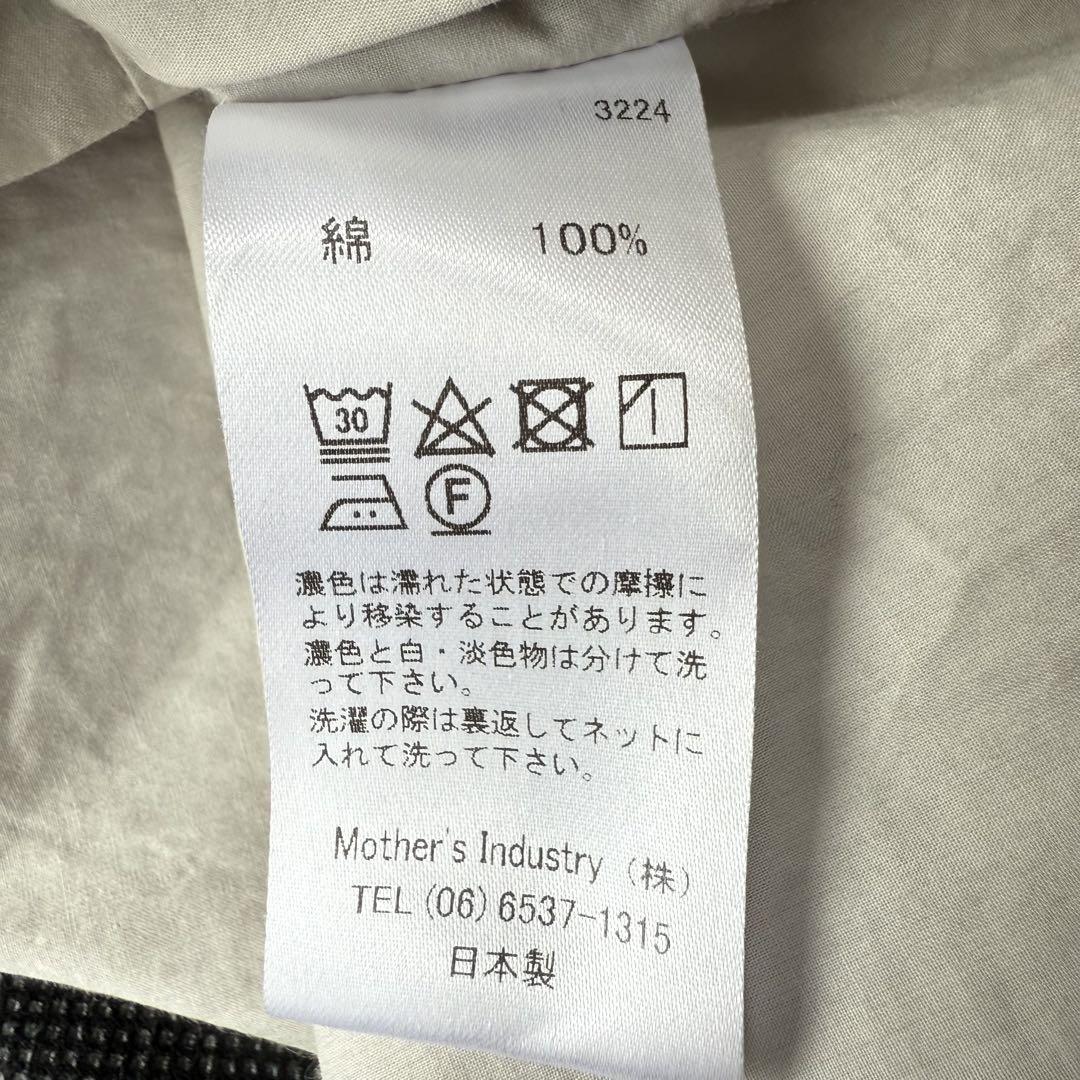 3224
綿 100%
30
F
濃色は濡れた状態での摩擦に
より移染することがあります。
濃色と白・淡色物は分けて洗
って下さい。
洗濯の際は裏返してネットに
入れて洗って下さい。
Mother's Industry (株)
TEL (06) 6537-1315
日本製